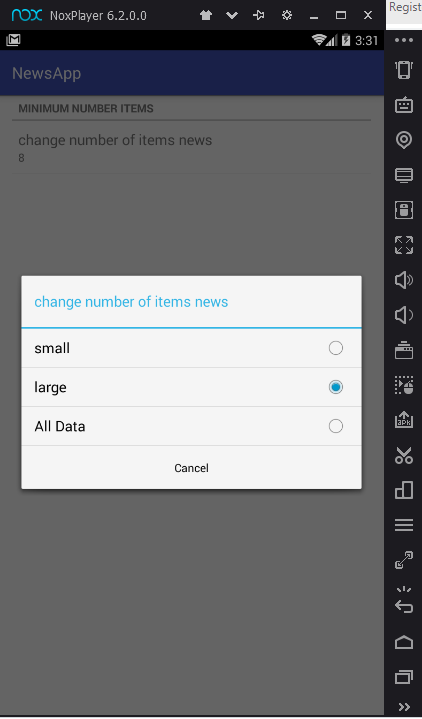 nox NoxPlayer 6.2.0.0
Regist
3:31
NewsApp
MINIMUM NUMBER ITEMS
change number of items news
8
change number of items news
small
large
All Data
Cancel